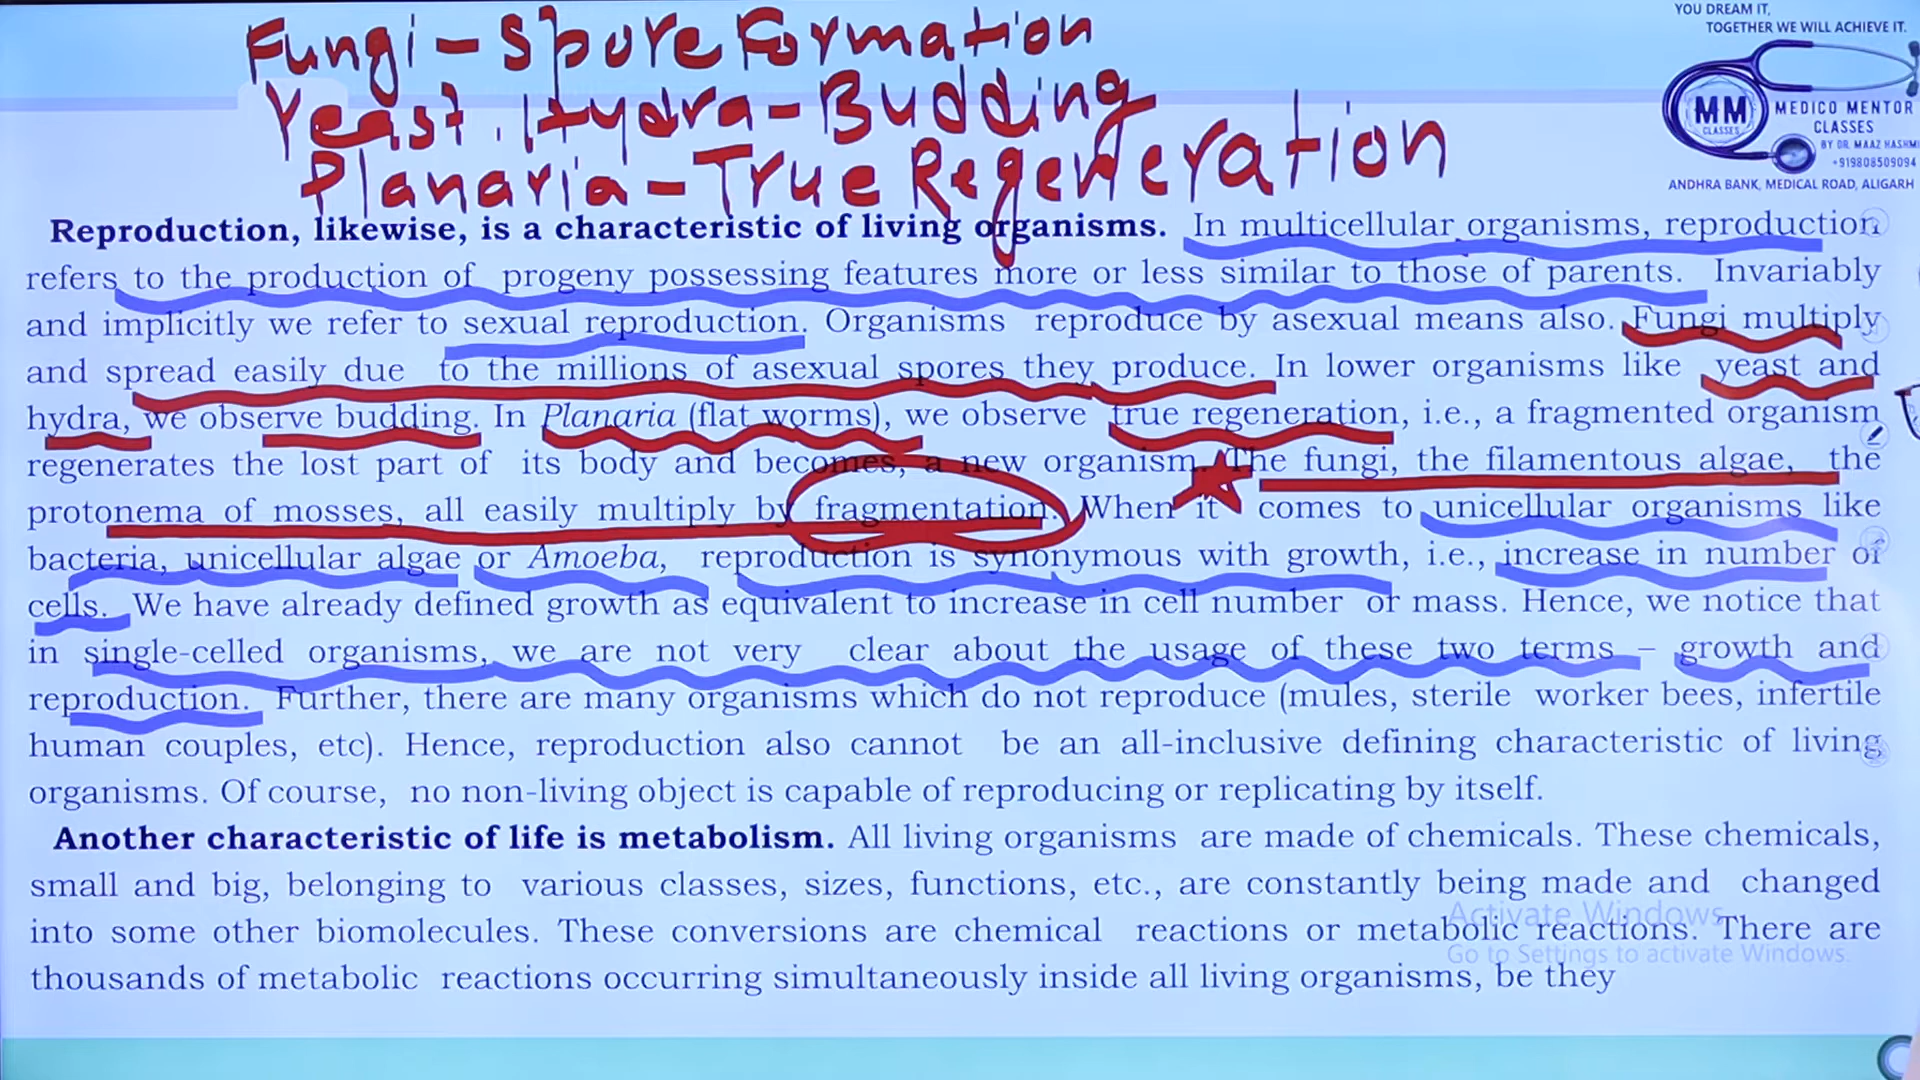 YOU DREAM IT,
TOGETHER WE WILL ACHIEVE IT.
MM
CLASSES
MEDICO MENTOR
CLASSES
BY DR. MAAZ HASHMI
+919808509094
ANDHRA BANK, MEDICAL ROAD, ALIGARH
Fungi - Spore Formation
Yeast, Hydra - Budding
Planaria - True Regeneration
Reproduction, likewise, is a characteristic of living organisms. In multicellular organisms, reproduction
refers to the production of progeny possessing features more or less similar to those of parents. Invariably
and implicitly we refer to sexual reproduction. Organisms reproduce by asexual means also. Fungi multiply
and spread easily due to the millions of asexual spores they produce. In lower organisms like yeast and
hydra, we observe budding. In Planaria (flat worms), we observe true regeneration, i.e., a fragmented organism
regenerates the lost part of its body and becomes, a new organism. The fungi, the filamentous algae, the
protonema of mosses, all easily multiply by fragmentation. When it comes to unicellular organisms like
bacteria, unicellular algae or Amoeba, reproduction is synonymous with growth, i.e., increase in number of
cells. We have already defined growth as equivalent to increase in cell number or mass. Hence, we notice that
in single-celled organisms, we are not very clear about the usage of these two terms – growth and
reproduction. Further, there are many organisms which do not reproduce (mules, sterile worker bees, infertile
human couples, etc). Hence, reproduction also cannot be an all-inclusive defining characteristic of living
organisms. Of course, no non-living object is capable of reproducing or replicating by itself.
Another characteristic of life is metabolism. All living organisms are made of chemicals. These chemicals,
small and big, belonging to various classes, sizes, functions, etc., are constantly being made and changed
into some other biomolecules. These conversions are chemical reactions or metabolic reactions. There are
thousands of metabolic reactions occurring simultaneously inside all living organisms, be they
Activate Windows
Go to Settings to activate Windows.